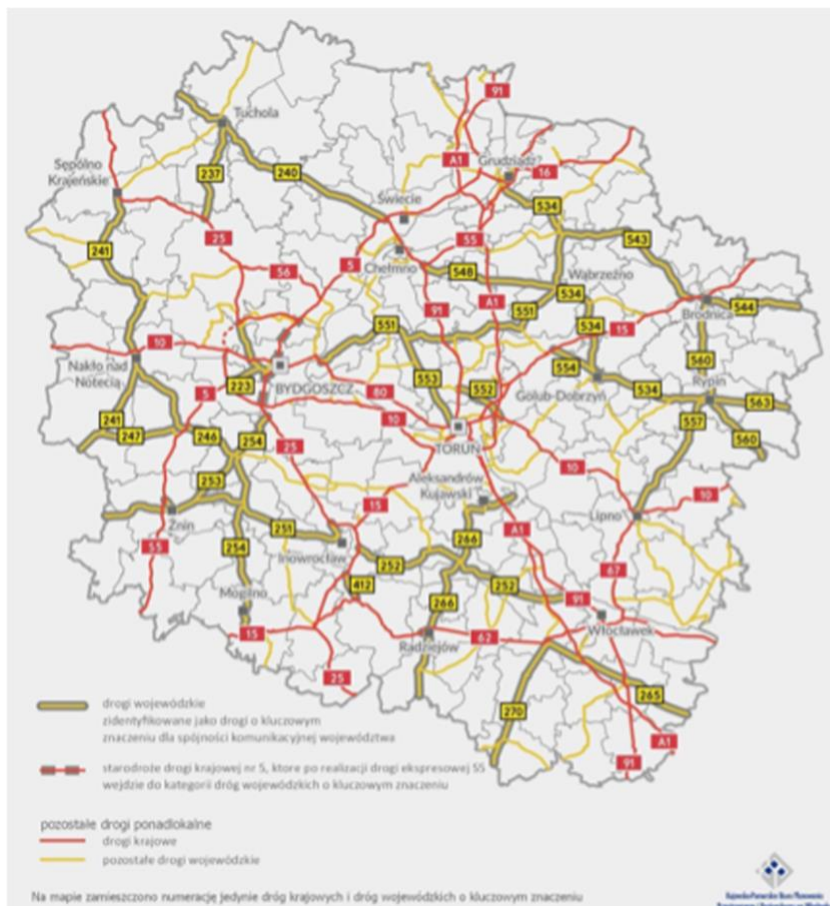 91
Tuchola
A1
Grudziądz
16
Sępólno
Krajeńskie
237
240
Świecie
534
25
55
543
241
5
Chełmno
56
548
Wąbrzeźno
534
A1
91
551
544
Brodnica
551
534
15
10
Nakło nad
Notecią
554
560
553
552
223
BYDGOSZCZ
80
Golub-Dobrzyń
534
Rypin
563
5
10
241
247
246
254
TORUŃ
557
560
25
253
Aleksandrów
Kujawski
10
10
15
Żnin
251
A1
Lipno
55
254
266
Inowrocław
252
67
412
252
Mogilno
266
91
15
Włocławek
62
Radziejów
25
265
270
A1
91
drogi wojewódzkie
zidentyfikowane jako drogi o kluczowym
znaczeniu dla spójności komunikacyjnej województwa
starodroże drogi krajowej nr 5, ktore po realizacji drogi ekspresowej S5
wejdzie do kategorii dróg wojewódzkich o kluczowym znaczeniu
pozostałe drogi ponadlokalne
drogi krajowe
pozostałe drogi wojewódzkie
Na mapie zamieszczono numerację jedynie dróg krajowych i dróg wojewódzkich o kluczowym znaczeniu